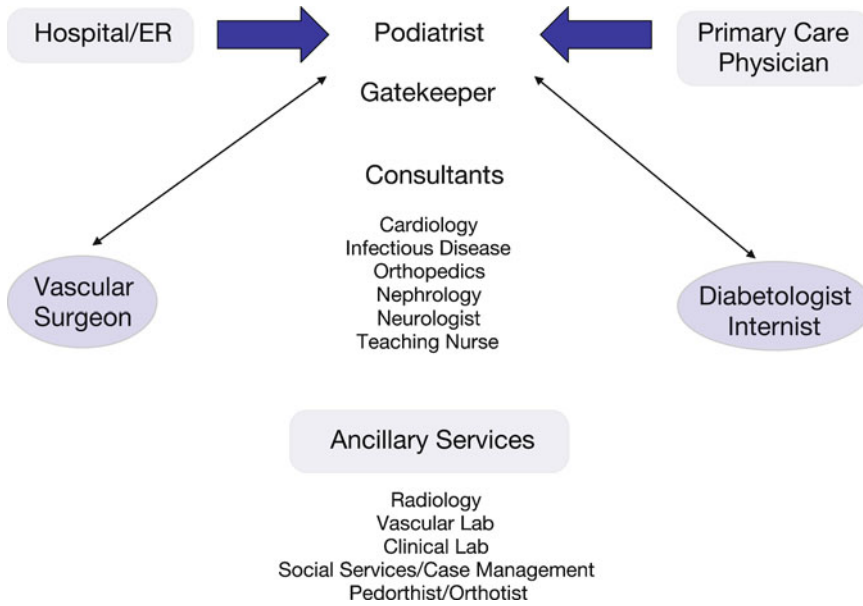 Hospital/ER
Podiatrist
Primary Care
Physician
Gatekeeper
Consultants
Cardiology
Infectious Disease
Orthopedics
Nephrology
Neurologist
Teaching Nurse
Vascular
Surgeon
Diabetologist
Internist
Ancillary Services
Radiology
Vascular Lab
Clinical Lab
Social Services/Case Management
Pedorthist/Orthotist